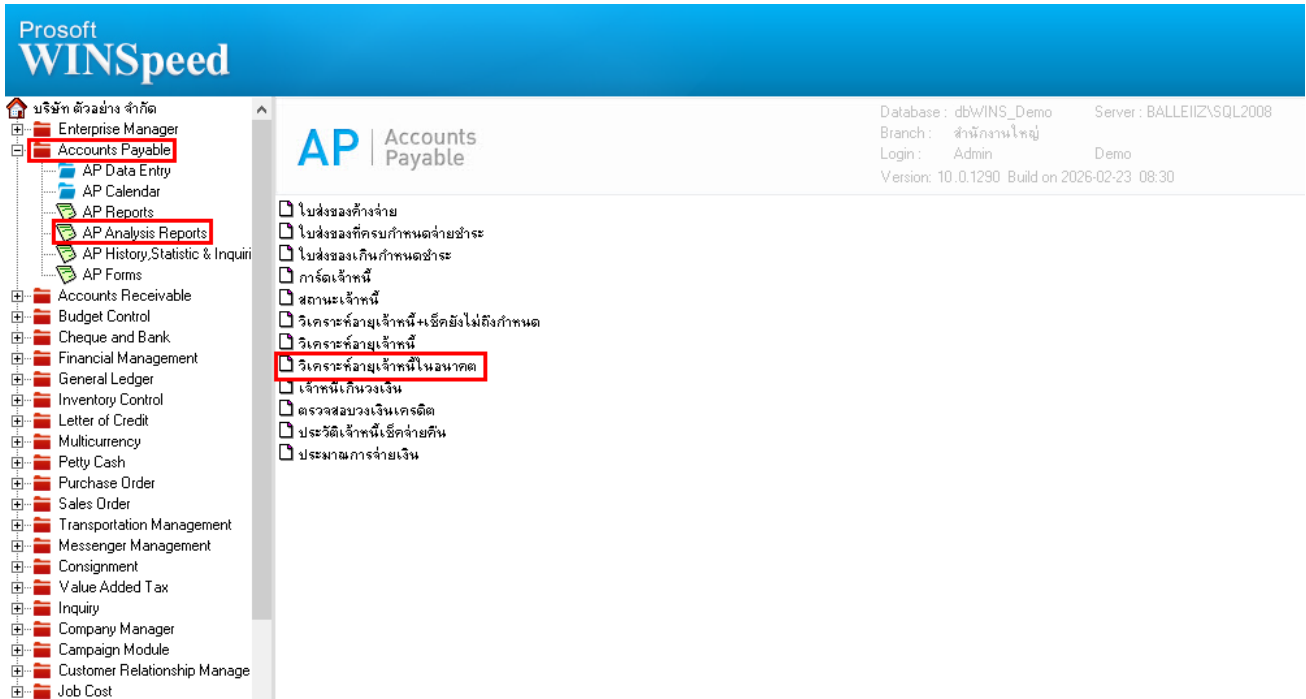 Prosoft
WINSpeed
บริษัท ตัวอย่าง จำกัด
Enterprise Manager
Accounts Payable
AP Data Entry
AP Calendar
AP Reports
AP Analysis Reports
AP History,Statistic & Inquiri
AP Forms
Accounts Receivable
Budget Control
Cheque and Bank
Financial Management
General Ledger
Inventory Control
Letter of Credit
Multicurrency
Petty Cash
Purchase Order
Sales Order
Transportation Management
Messenger Management
Consignment
Value Added Tax
Inquiry
Company Manager
Campaign Module
Customer Relationship Manage
Job Cost
AP Accounts Payable
Database : dbWINS_Demo Server : BALLEIIZ\SQL2008
Branch : สำนักงานใหญ่
Login : Admin Demo
Version: 10.0.1290 Build on 2026-02-23 08:30
ใบส่งของค้างจ่าย
ใบส่งของที่ครบกำหนดจ่ายชำระ
ใบส่งของเกินกำหนดชำระ
การ์ดเจ้าหนี้
สถานะเจ้าหนี้
วิเคราะห์อายุเจ้าหนี้+เช็คยังไม่ถึงกำหนด
วิเคราะห์อายุเจ้าหนี้
วิเคราะห์อายุเจ้าหนี้ในอนาคต
เจ้าหนี้เกินวงเงิน
ตรวจสอบวงเงินเครดิต
ประวัติเจ้าหนี้เช็คจ่ายคืน
ประมาณการจ่ายเงิน